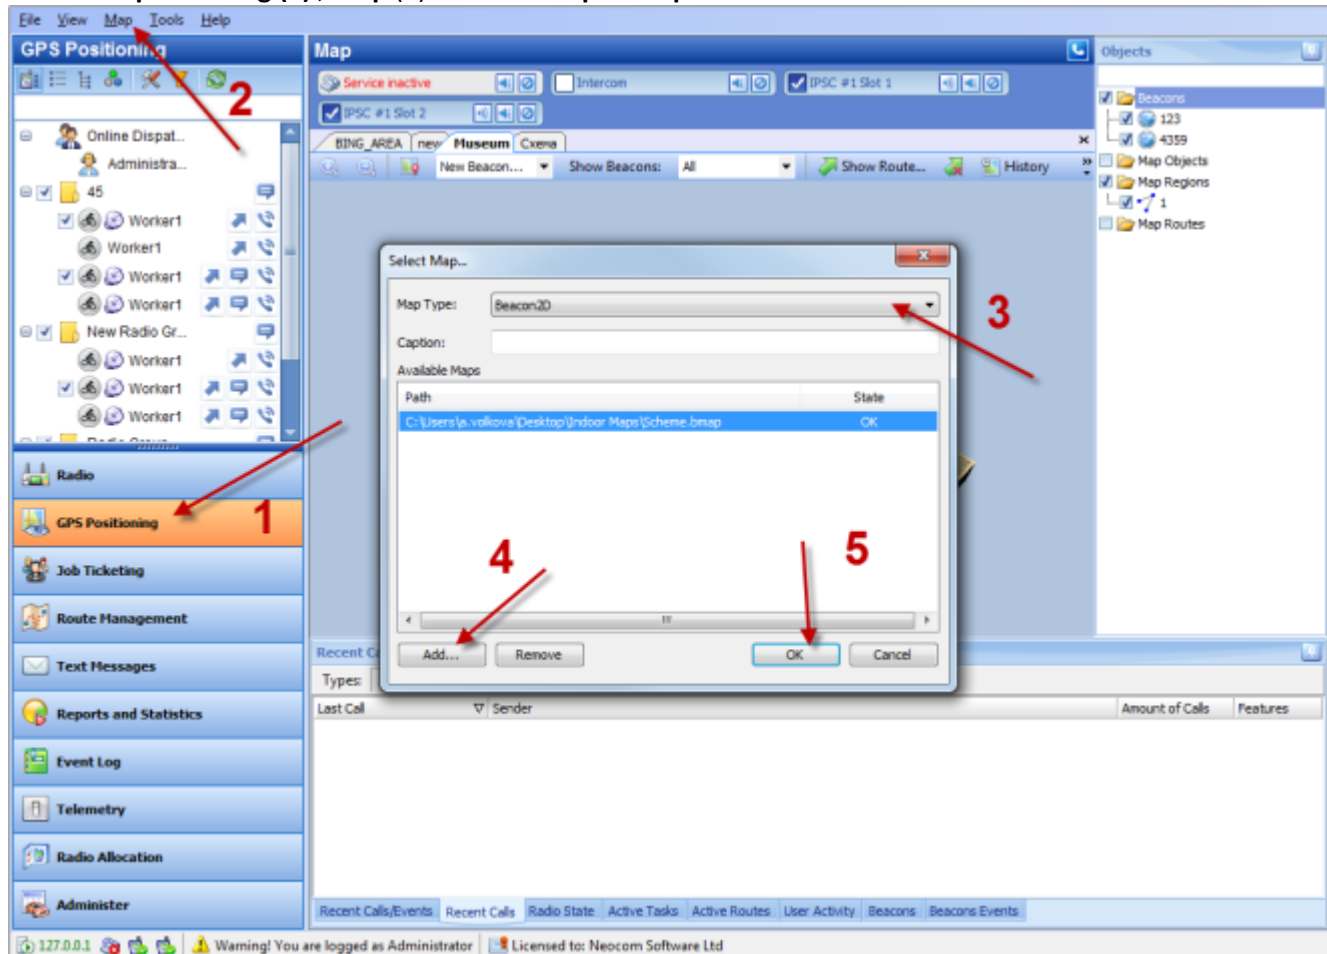 File View Map Tools Help
GPS Positioning
2
Online Dispat...
Administra...
45
Worker1
Worker1
Worker1
Worker1
New Radio Gr...
Worker1
Worker1
Worker1
Radio
GPS Positioning
1
Job Ticketing
Route Management
Text Messages
Reports and Statistics
Event Log
Telemetry
Radio Allocation
Administer
Map
Service inactive
Intercom
IPSC #1 Slot 1
IPSC #1 Slot 2
BING_AREA new Museum Схема
New Beacon... Show Beacons: All Show Route... History
Select Map...
Map Type: Beacon2D
3
Caption:
Available Maps
Path State
C:\Users\a.volkova\Desktop\Indoor Maps\Scheme.bmap OK
4
5
Add... Remove OK Cancel
Objects
Beacons
123
4359
Map Objects
Map Regions
1
Map Routes
Types:
Last Call Sender Amount of Calls Features
Recent Calls/Events Recent Calls Radio State Active Tasks Active Routes User Activity Beacons Beacons Events
127.0.0.1 Warning! You are logged as Administrator Licensed to: Neocom Software Ltd